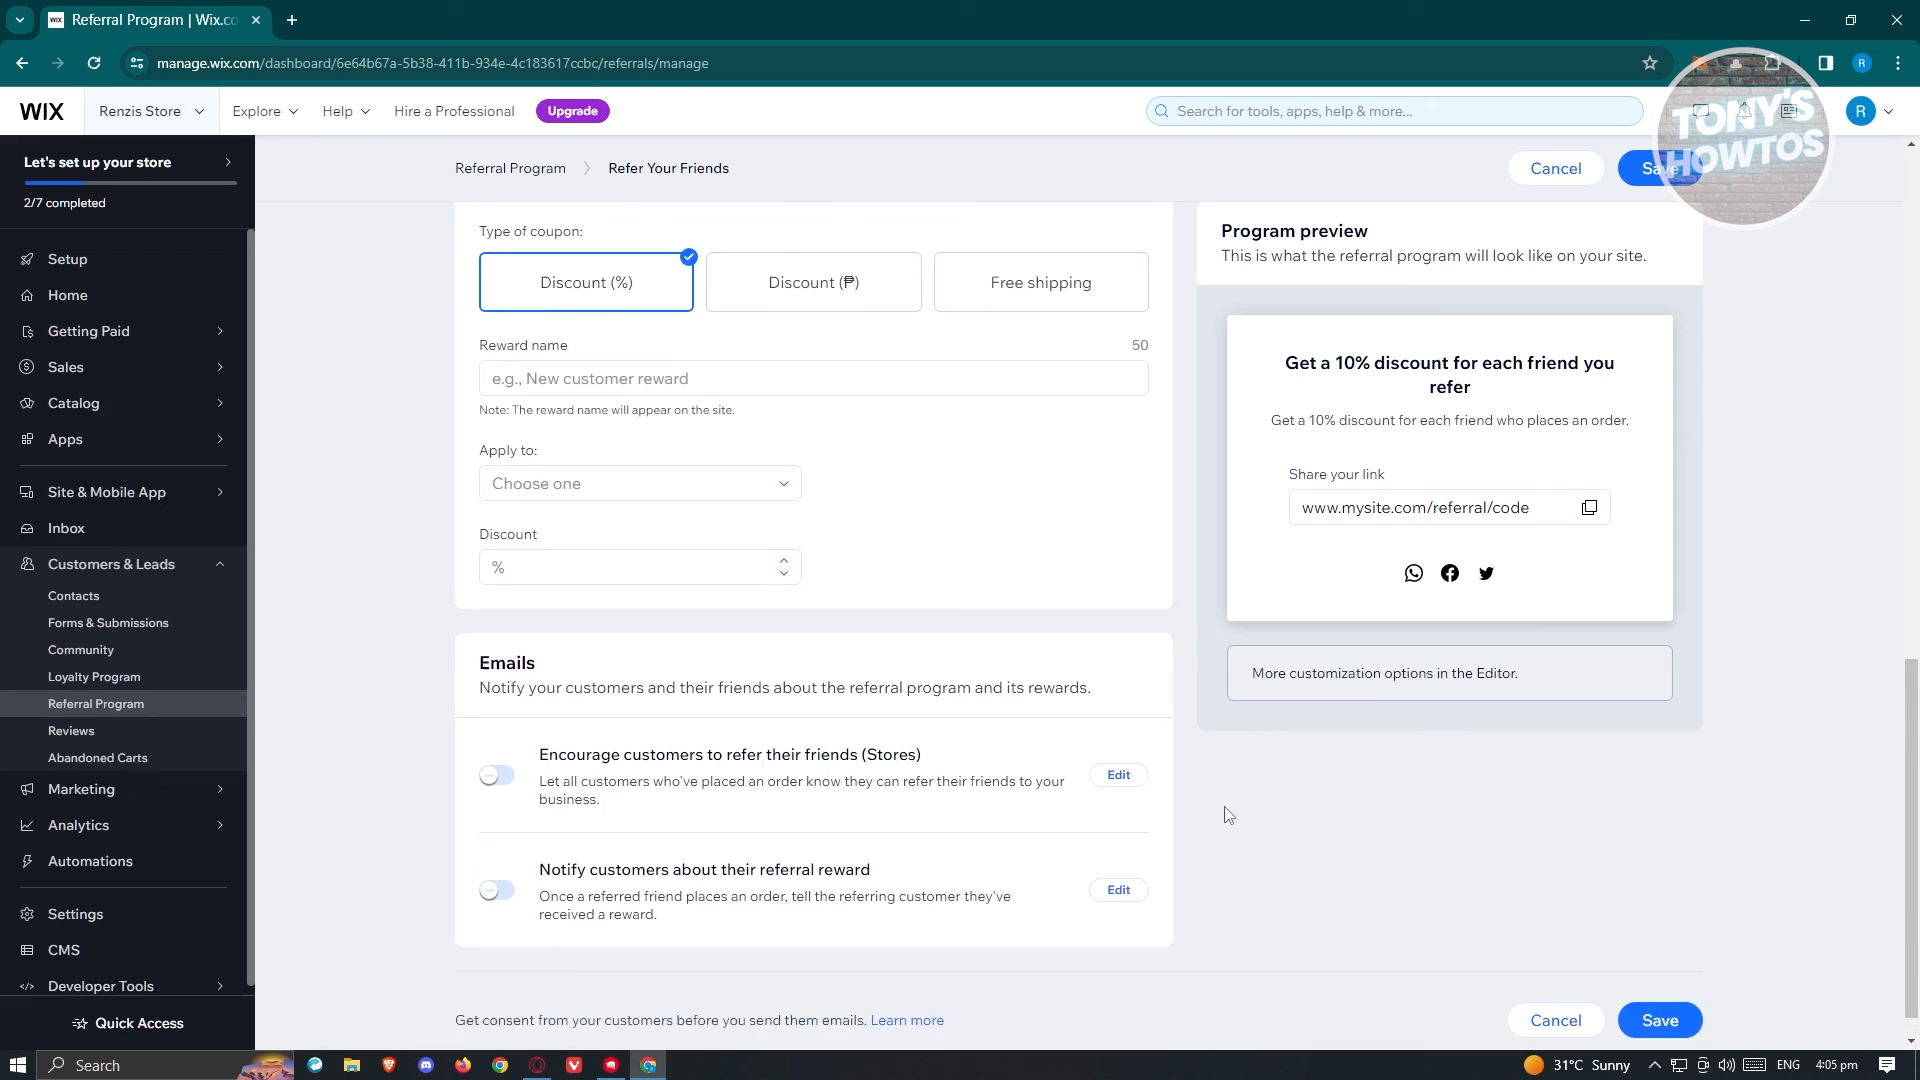 Referral Program | Wix.co
manage.wix.com/dashboard/6e64b67a-5b38-411b-934e-4c183617ccbc/referrals/manage
R
WIX
Renzis Store
Explore
Help
Hire a Professional
Upgrade
Search for tools, apps, help & more...
R
TONY'S
HOWTOS
Let's set up your store
2/7 completed
Setup
Home
Getting Paid
Sales
Catalog
Apps
Site & Mobile App
Inbox
Customers & Leads
Contacts
Forms & Submissions
Community
Loyalty Program
Referral Program
Reviews
Abandoned Carts
Marketing
Analytics
Automations
Settings
CMS
Developer Tools
Quick Access
Referral Program
Refer Your Friends
Cancel
Save
Type of coupon:
Discount (%)
Discount (₱)
Free shipping
Reward name
50
e.g., New customer reward
Note: The reward name will appear on the site.
Apply to:
Choose one
Discount
%
Emails
Notify your customers and their friends about the referral program and its rewards.
Encourage customers to refer their friends (Stores)
Let all customers who've placed an order know they can refer their friends to your
business.
Edit
Notify customers about their referral reward
Once a referred friend places an order, tell the referring customer they've
received a reward.
Edit
Program preview
This is what the referral program will look like on your site.
Get a 10% discount for each friend you
refer
Get a 10% discount for each friend who places an order.
Share your link
www.mysite.com/referral/code
More customization options in the Editor.
Get consent from your customers before you send them emails. Learn more
Cancel
Save
Search
31°C Sunny
ENG
4:05 pm